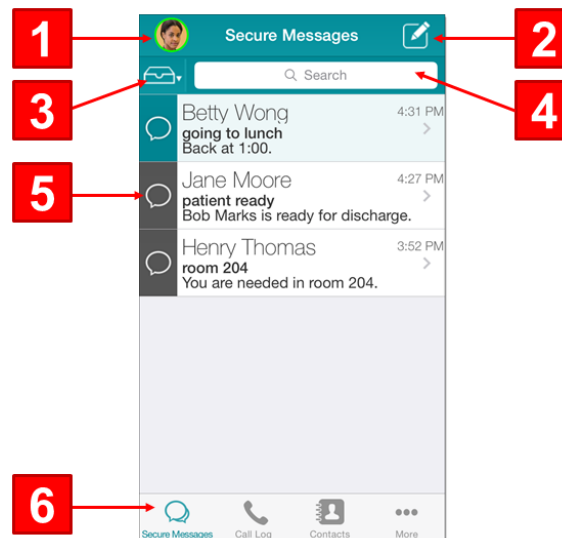 1
Secure Messages
2
3
Search
4
Betty Wong 4:31 PM
going to lunch
Back at 1:00.
5
Jane Moore 4:27 PM
patient ready
Bob Marks is ready for discharge.
Henry Thomas 3:52 PM
room 204
You are needed in room 204.
6
Secure Messages Call Log Contacts More